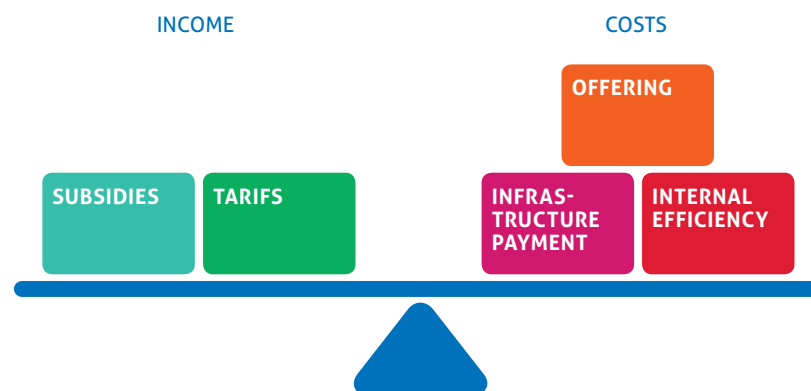 INCOME
COSTS
OFFERING
SUBSIDIES
TARIFS
INFRAS-
TRUCTURE
PAYMENT
INTERNAL
EFFICIENCY